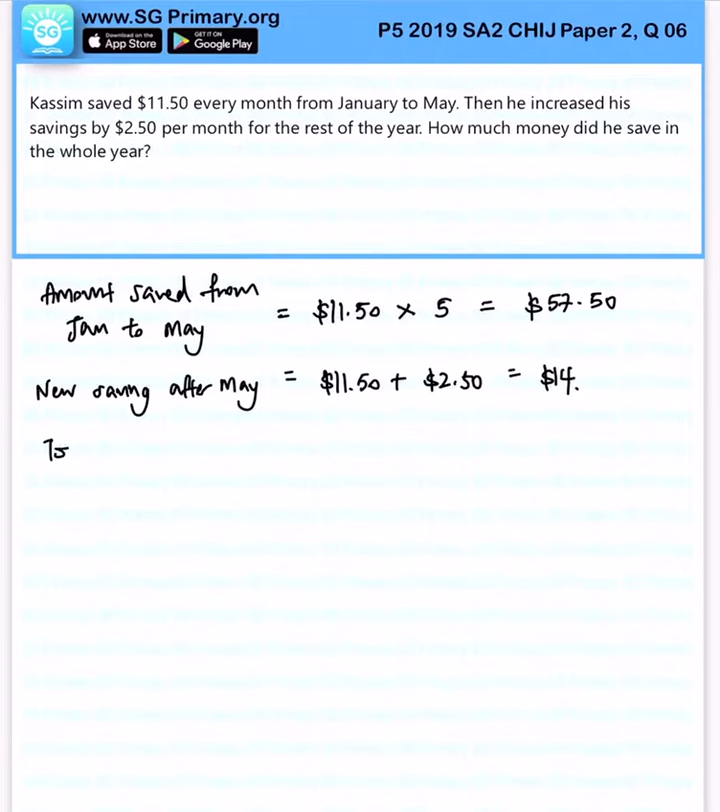 www.SG Primary.org
SG
Download on the
App Store
GET IT ON
Google Play
P5 2019 SA2 CHIJ Paper 2, Q 06
Kassim saved $11.50 every month from January to May. Then he increased his
savings by $2.50 per month for the rest of the year. How much money did he save in
the whole year?
Amount saved from
Jan to May = $11.50 × 5 = $57.50
New saving after May = $11.50 + $2.50 = $14.